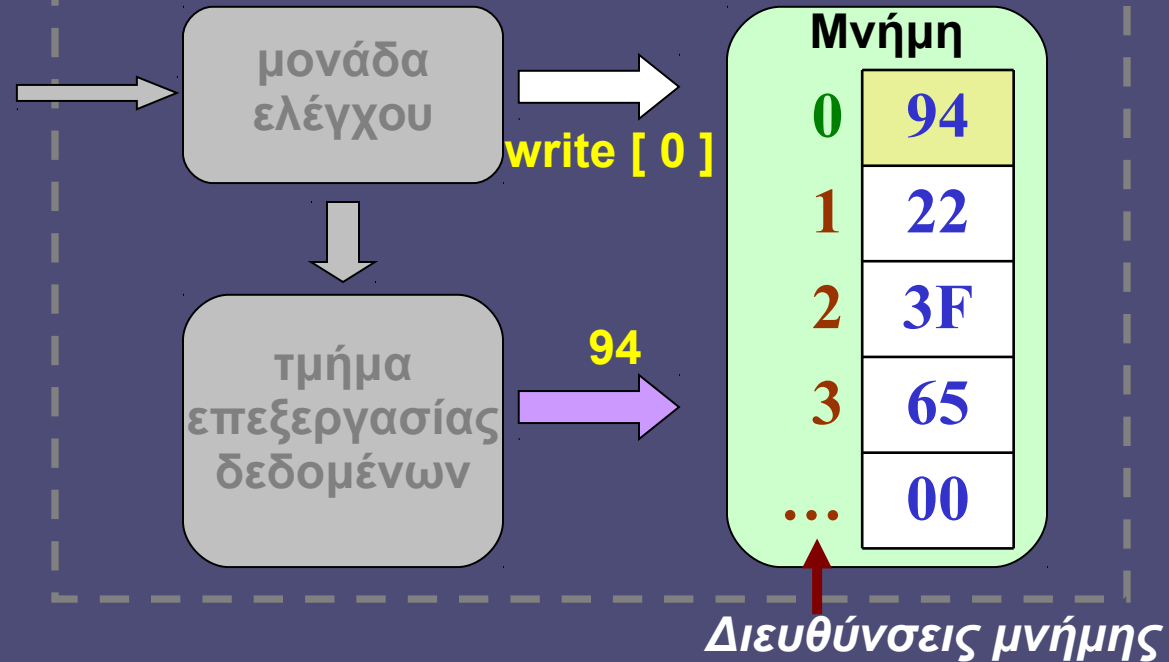 μονάδα
ελέγχου
write [ 0 ]
τμήμα
επεξεργασίας
δεδομένων
94
Μνήμη
0 94
1 22
2 3F
3 65
... 00
Διευθύνσεις μνήμης